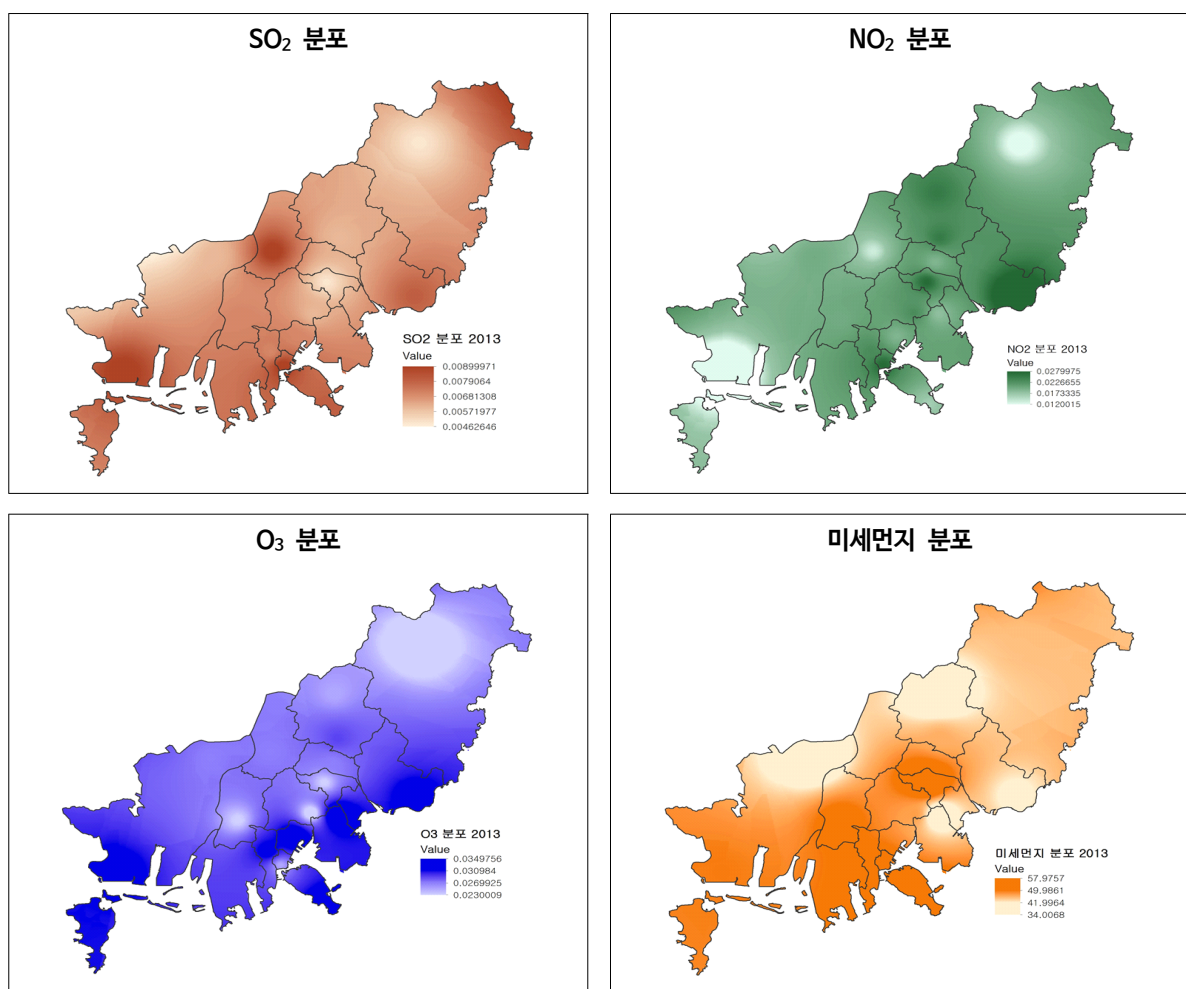 SO₂ 분포
SO2 분포 2013
Value
0.00899971
0.0079064
0.00681308
0.00571977
0.00462646
NO₂ 분포
NO2 분포 2013
Value
0.0279975
0.0226655
0.0173335
0.0120015
O₃ 분포
O3 분포 2013
Value
0.0349756
0.030984
0.0269925
0.0230009
미세먼지 분포
미세먼지 분포 2013
Value
57.9757
49.9861
41.9964
34.0068